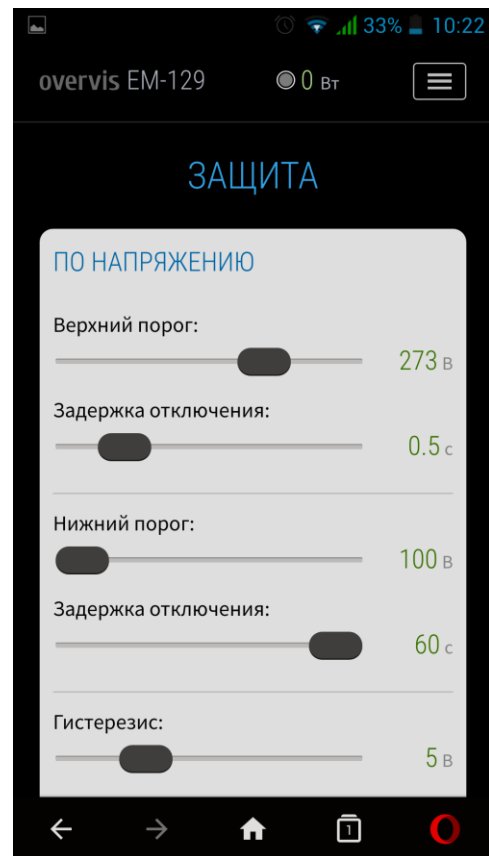 33% 10:22
overvis EM-129 0 Вт
ЗАЩИТА
ПО НАПРЯЖЕНИЮ
Верхний порог:
273 В
Задержка отключения:
0.5 с
Нижний порог:
100 В
Задержка отключения:
60 с
Гистерезис:
5 В
1